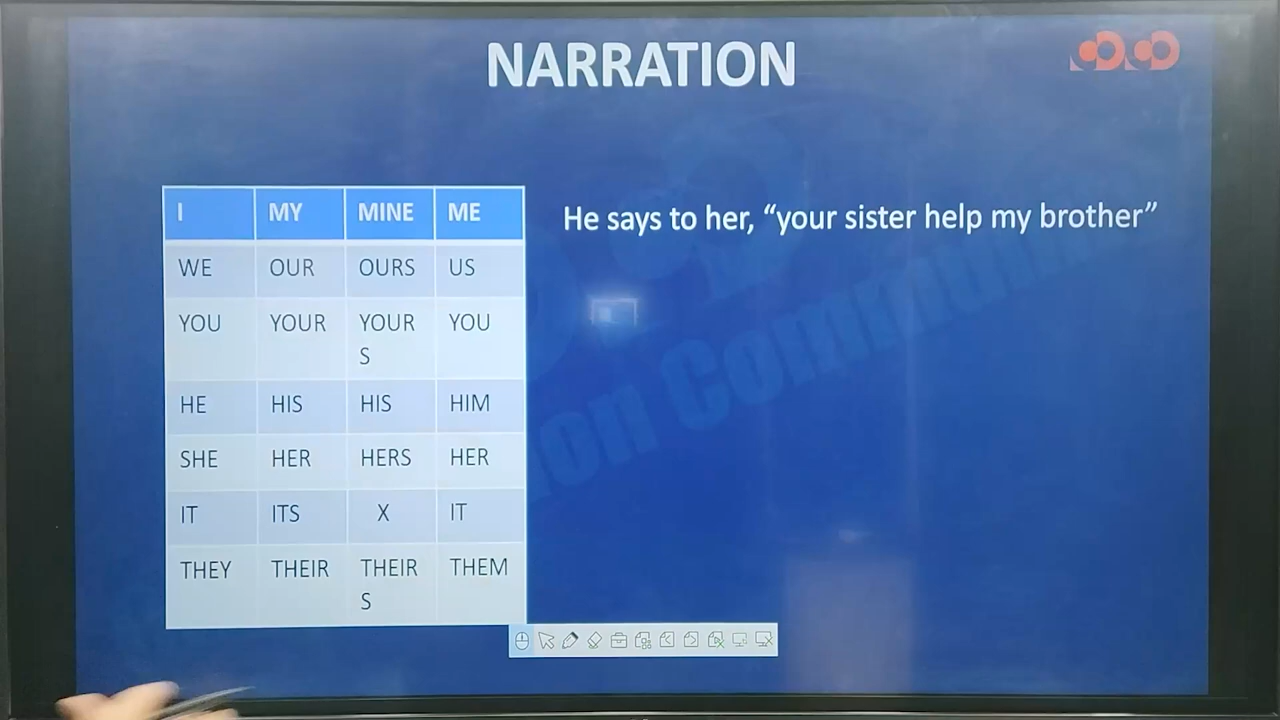 NARRATION
I MY MINE ME
WE OUR OURS US
YOU YOUR YOUR YOU
S
HE HIS HIS HIM
SHE HER HERS HER
IT ITS X IT
THEY THEIR THEIR THEM
S
He says to her, “your sister help my brother”